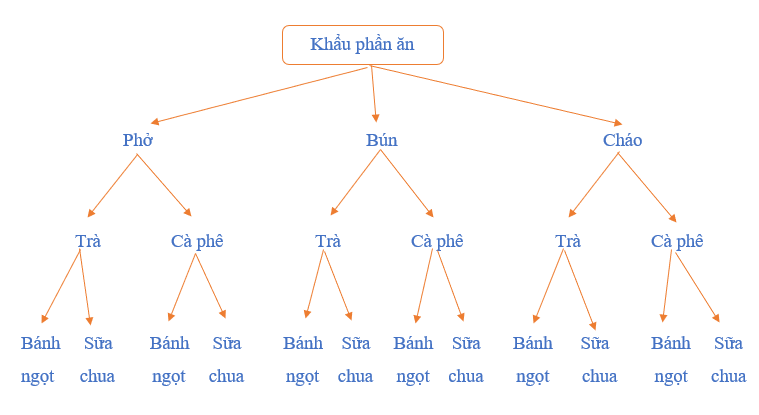 Khẩu phần ăn
Phở Bún Cháo
Trà Cà phê Trà Cà phê Trà Cà phê
Bánh Sữa Bánh Sữa Bánh Sữa Bánh Sữa Bánh Sữa Bánh Sữa
ngọt chua ngọt chua ngọt chua ngọt chua ngọt chua ngọt chua